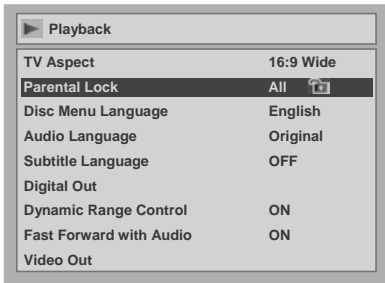 Playback
TV Aspect 16:9 Wide
Parental Lock All
Disc Menu Language English
Audio Language Original
Subtitle Language OFF
Digital Out
Dynamic Range Control ON
Fast Forward with Audio ON
Video Out